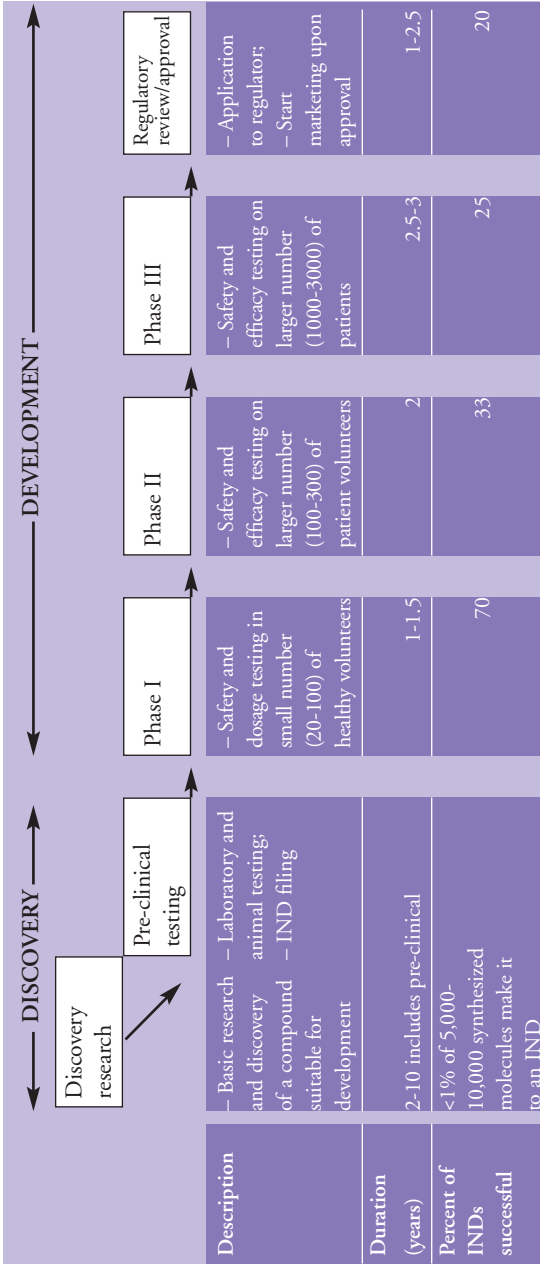 DISCOVERY
DEVELOPMENT
Discovery
research
Pre-clinical
testing
Phase I
Phase II
Phase III
Regulatory
review/approval
Description
– Basic research
and discovery
of a compound
suitable for
development
– Laboratory and
animal testing;
– IND filing
– Safety and
dosage testing in
small number
(20-100) of
healthy volunteers
– Safety and
efficacy testing on
larger number
(100-300) of
patient volunteers
– Safety and
efficacy testing on
larger number
(1000-3000) of
patients
– Application
to regulator;
– Start
marketing upon
approval
Duration
(years)
2-10 includes pre-clinical
1-1.5
2
2.5-3
1-2.5
Percent of
INDs
successful
<1% of 5,000-
10,000 synthesized
molecules make it
to an IND
70
33
25
20